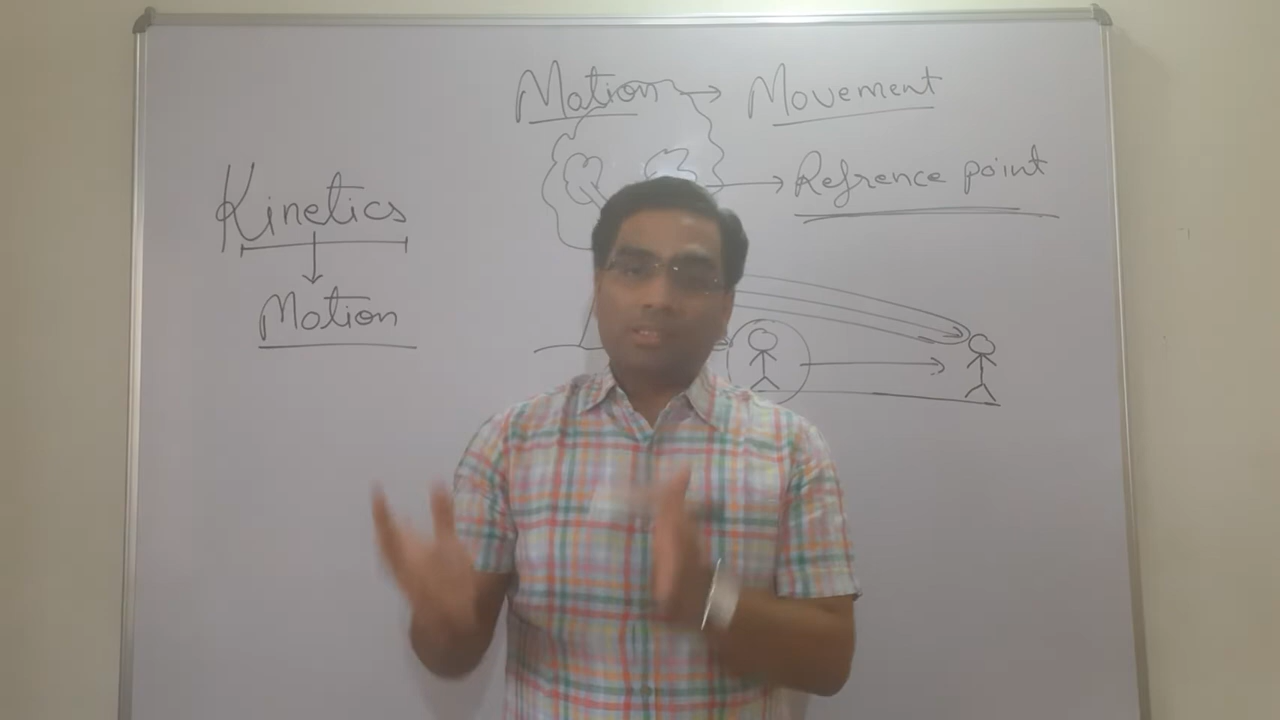 Motion → Movement
→ Refrence point
Kinetics
Motion